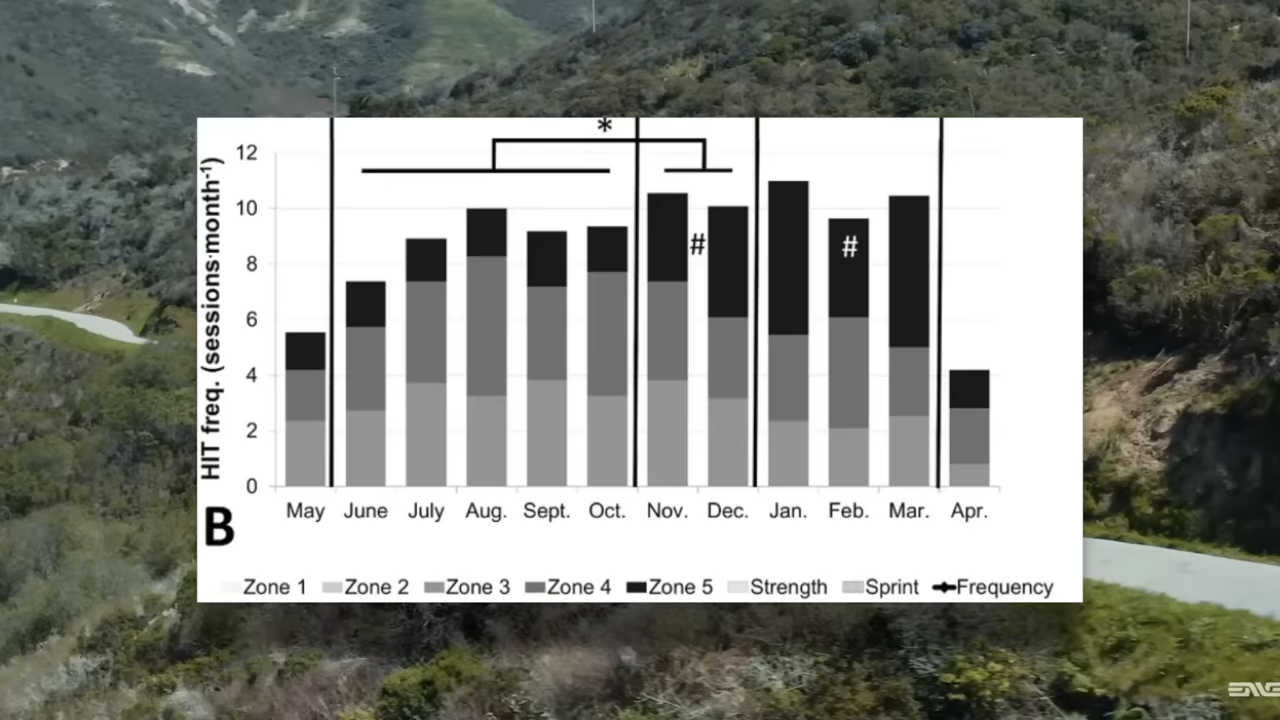 *
12
10
8
6
4
2
0
HIT freq. (sessions·month⁻¹)
#
#
May June July Aug. Sept. Oct. Nov. Dec. Jan. Feb. Mar. Apr.
B
Zone 1 Zone 2 Zone 3 Zone 4 Zone 5 Strength Sprint Frequency